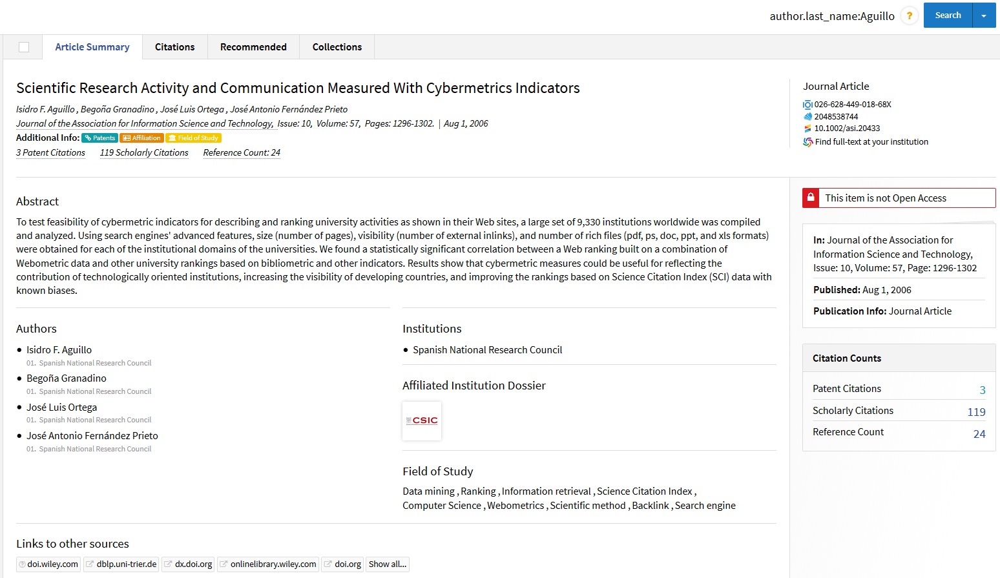 author.last_name:Aguillo ? Search
Article Summary Citations Recommended Collections
Scientific Research Activity and Communication Measured With Cybermetrics Indicators
Isidro F. Aguillo , Begoña Granadino , José Luis Ortega , José Antonio Fernández Prieto
Journal of the Association for Information Science and Technology, Issue: 10, Volume: 57, Pages: 1296-1302. | Aug 1, 2006
Additional Info: Patents Affiliation Field of Study
3 Patent Citations 119 Scholarly Citations Reference Count: 24
Journal Article
026-628-449-018-68X
2048538744
10.1002/asi.20433
Find full-text at your institution
Abstract
To test feasibility of cybermetric indicators for describing and ranking university activities as shown in their Web sites, a large set of 9,330 institutions worldwide was compiled
and analyzed. Using search engines' advanced features, size (number of pages), visibility (number of external inlinks), and number of rich files (pdf, ps, doc, ppt, and xls formats)
were obtained for each of the institutional domains of the universities. We found a statistically significant correlation between a Web ranking built on a combination of
Webometric data and other university rankings based on bibliometric and other indicators. Results show that cybermetric measures could be useful for reflecting the
contribution of technologically oriented institutions, increasing the visibility of developing countries, and improving the rankings based on Science Citation Index (SCI) data with
known biases.
Authors
• Isidro F. Aguillo
01. Spanish National Research Council
• Begoña Granadino
01. Spanish National Research Council
• José Luis Ortega
01. Spanish National Research Council
• José Antonio Fernández Prieto
01. Spanish National Research Council
Institutions
• Spanish National Research Council
Affiliated Institution Dossier
CSIC
Field of Study
Data mining , Ranking , Information retrieval , Science Citation Index ,
Computer Science , Webometrics , Scientific method , Backlink , Search engine
Links to other sources
doi.wiley.com dblp.uni-trier.de dx.doi.org onlinelibrary.wiley.com doi.org Show all...
This item is not Open Access
In: Journal of the Association for
Information Science and Technology,
Issue: 10, Volume: 57, Page: 1296-1302
Published: Aug 1, 2006
Publication Info: Journal Article
Citation Counts
Patent Citations 3
Scholarly Citations 119
Reference Count 24